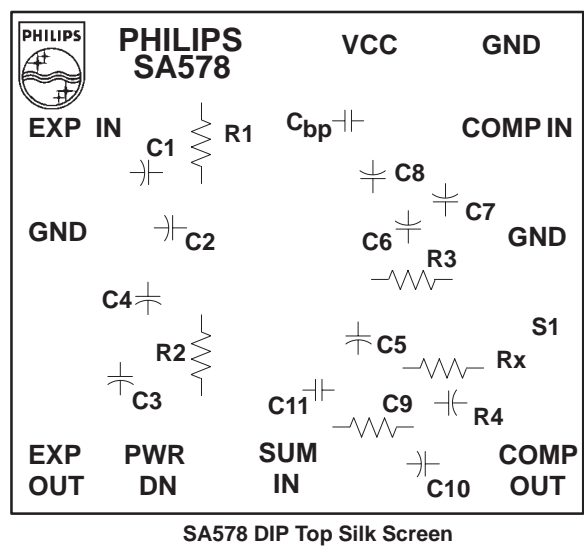 PHILIPS
PHILIPS
SA578
VCC
GND
EXP IN
C1
R1
Cbp
COMP IN
C8
C7
GND
C2
C6
GND
R3
C4
S1
R2
C5
Rx
C3
C11
C9
R4
EXP
OUT
PWR
DN
SUM
IN
C10
COMP
OUT
SA578 DIP Top Silk Screen